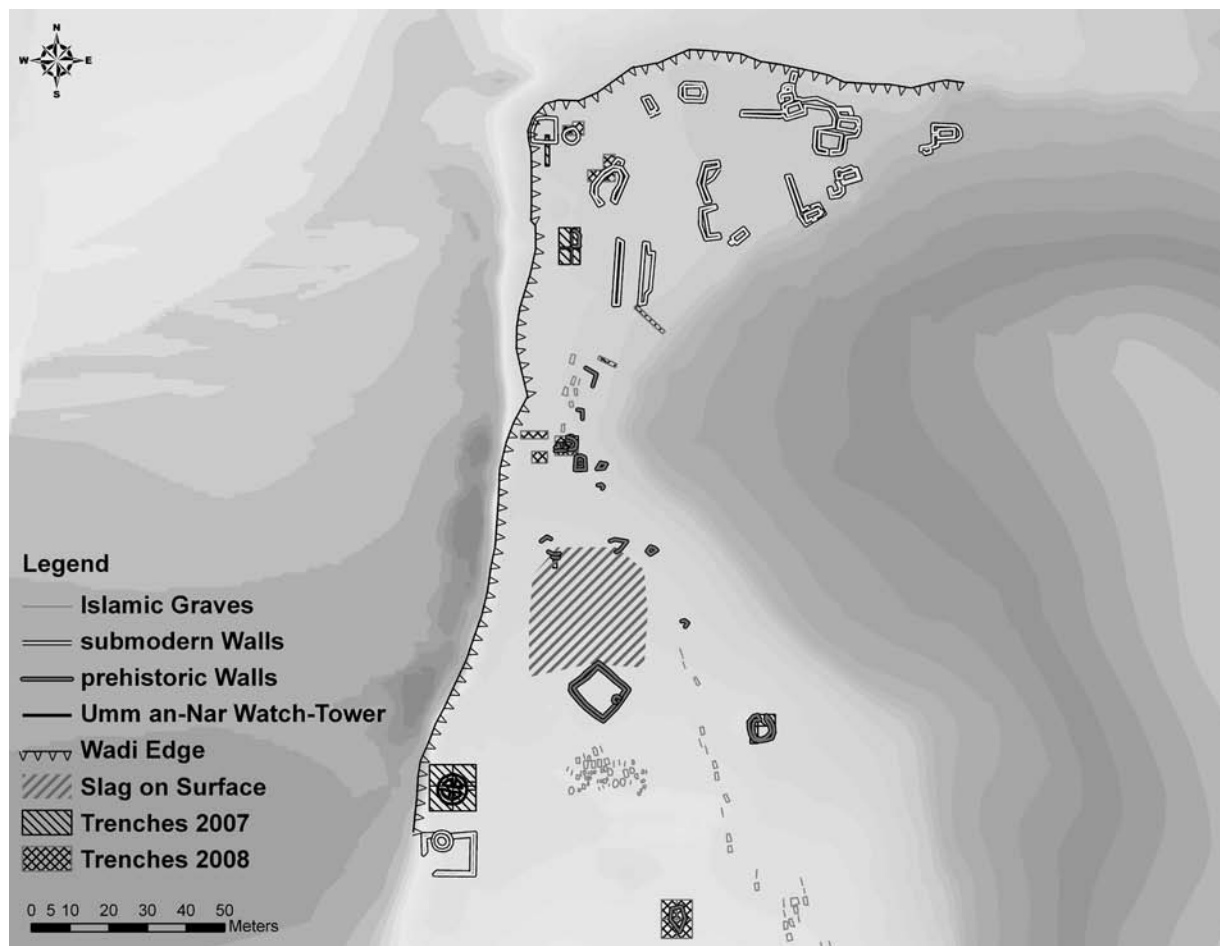 N
W E
S
Legend
Islamic Graves
submodern Walls
prehistoric Walls
Umm an-Nar Watch-Tower
Wadi Edge
Slag on Surface
Trenches 2007
Trenches 2008
0 5 10 20 30 40 50
Meters